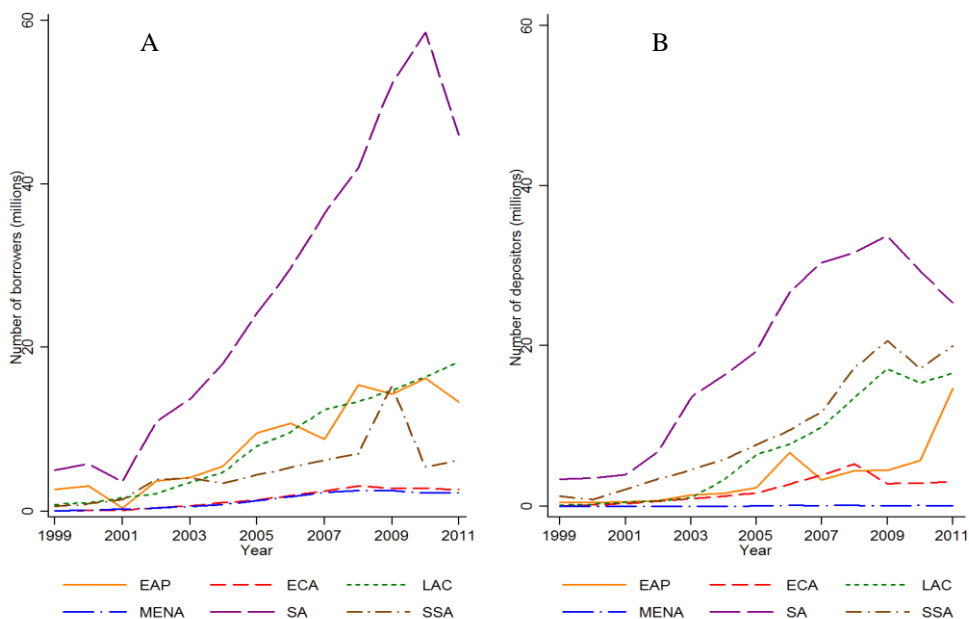 A
Number of borrowers (millions)
60
40
20
0
1999 2001 2003 2005 2007 2009 2011
Year
EAP ECA LAC
MENA SA SSA
B
Number of depositors (millions)
60
40
20
0
1999 2001 2003 2005 2007 2009 2011
Year
EAP ECA LAC
MENA SA SSA